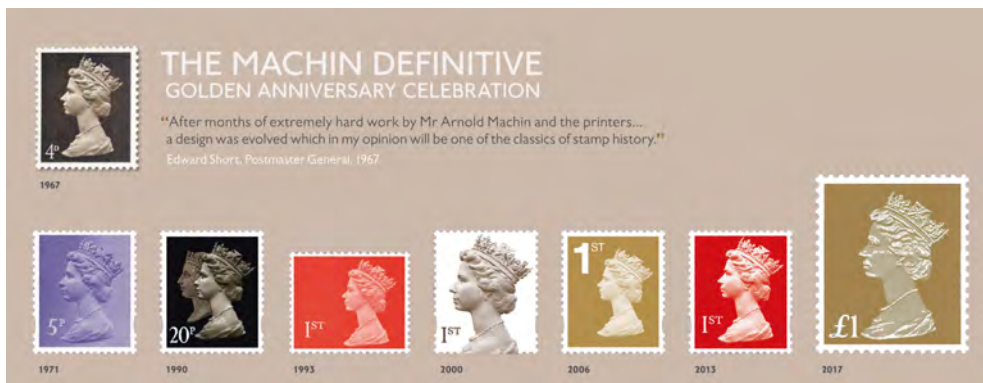 THE MACHIN DEFINITIVE
GOLDEN ANNIVERSARY CELEBRATION
“After months of extremely hard work by Mr Arnold Machin and the printers...
a design was evolved which in my opinion will be one of the classics of stamp history.”
Edward Short, Postmaster General, 1967
4D
1967
5P
20P
1ST
1ST
1ST
1ST
£1
1971
1990
1993
2000
2006
2013
2017